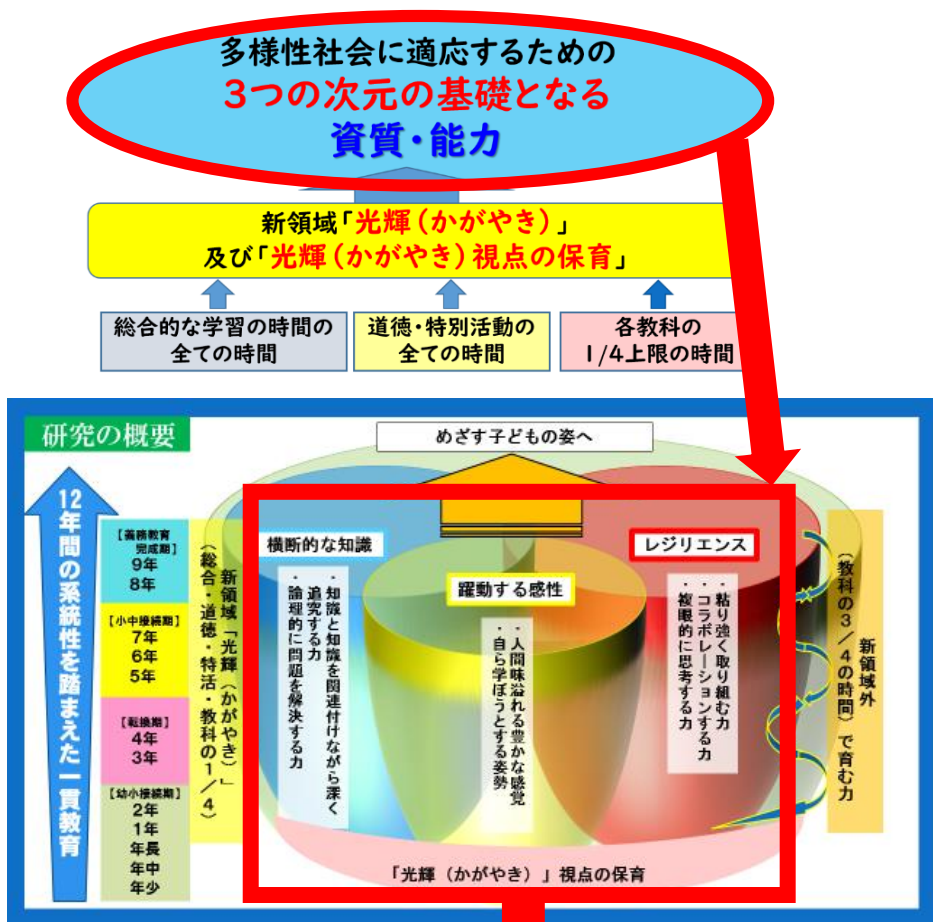 多様性社会に適応するための
3つの次元の基礎となる
資質・能力
新領域「光輝（かがやき）」
及び「光輝（かがやき）視点の保育」
総合的な学習の時間の
全ての時間
道徳・特別活動の
全ての時間
各教科の
1/4上限の時間
研究の概要
めざす子どもの姿へ
12年間の系統性を踏まえた一貫教育
【義務教育
完成期】
9年
8年
【小中接続期】
7年
6年
5年
【転換期】
4年
3年
【幼小接続期】
2年
1年
年長
年中
年少
新領域「光輝（かがやき）」
（総合・道徳・特活・教科の1/4）
横断的な知識
・知識と知識を関連付けながら深く
追究する力
・論理的に問題を解決する力
躍動する感性
・人間味溢れる豊かな感覚
・自ら学ぼうとする姿勢
レジリエンス
・粘り強く取り組む力
・コラボレーションする力
・複眼的に思考する力
新領域外
（教科の3/4の時間）で育む力
「光輝（かがやき）」視点の保育